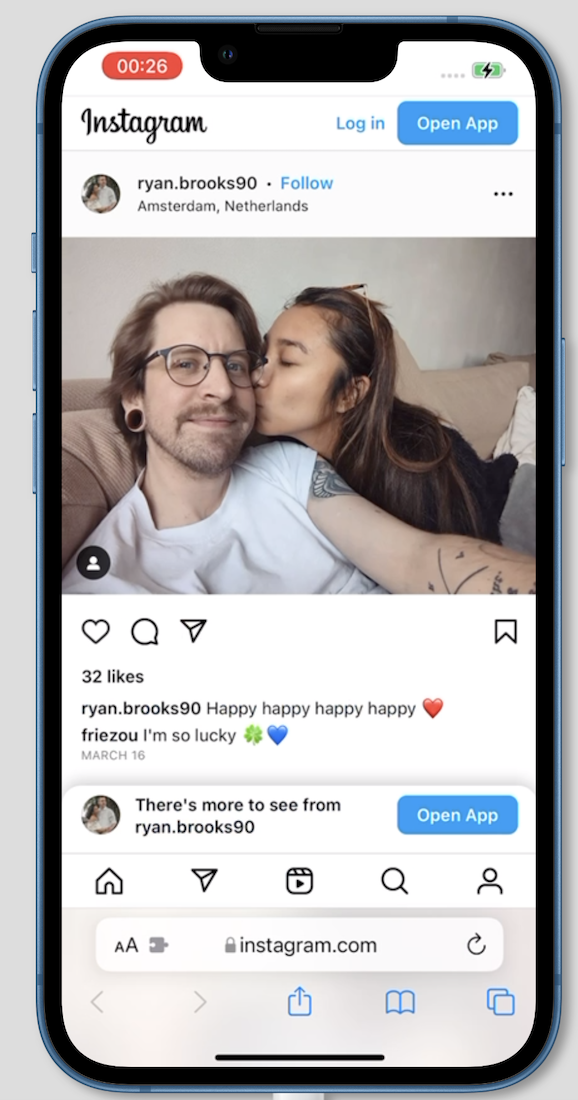 00:26
Instagram
Log in
Open App
ryan.brooks90 • Follow
Amsterdam, Netherlands
32 likes
ryan.brooks90 Happy happy happy happy ❤️
friezou I'm so lucky 🍀💙
MARCH 16
There's more to see from
ryan.brooks90
Open App
AA
instagram.com